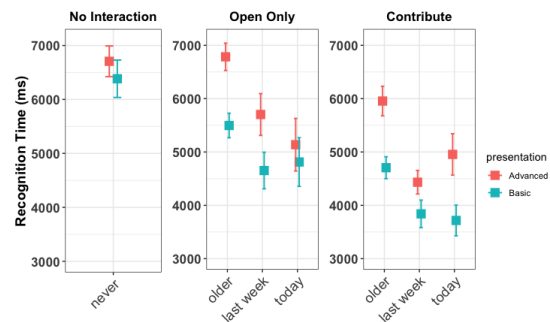 No Interaction
Open Only
Contribute
Recognition Time (ms)
7000
6000
5000
4000
3000
never
7000
6000
5000
4000
3000
older
last week
today
7000
6000
5000
4000
3000
older
last week
today
presentation
Advanced
Basic